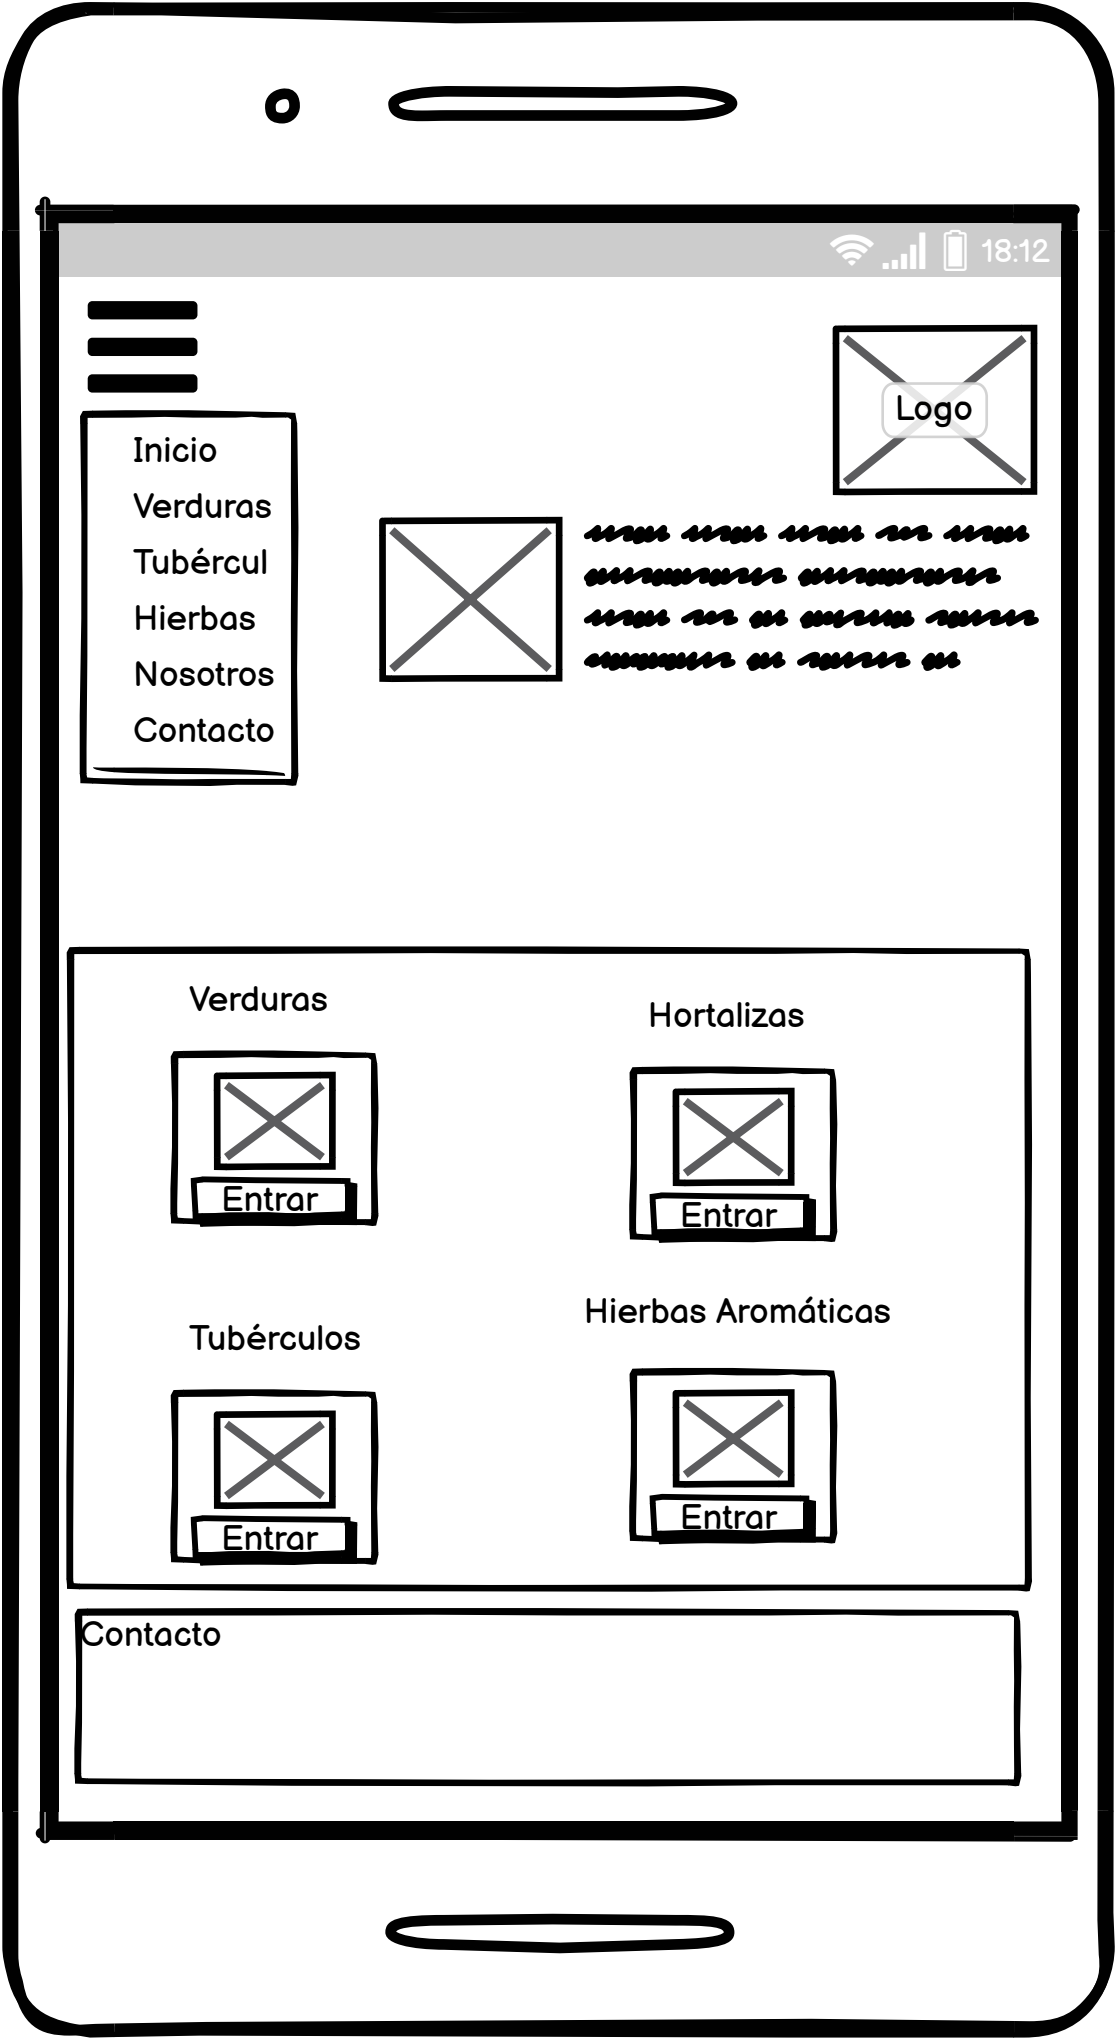 18:12
Logo
Inicio
Verduras
Tubércul
Hierbas
Nosotros
Contacto
Verduras
Hortalizas
Entrar
Entrar
Tubérculos
Hierbas Aromáticas
Entrar
Entrar
Contacto